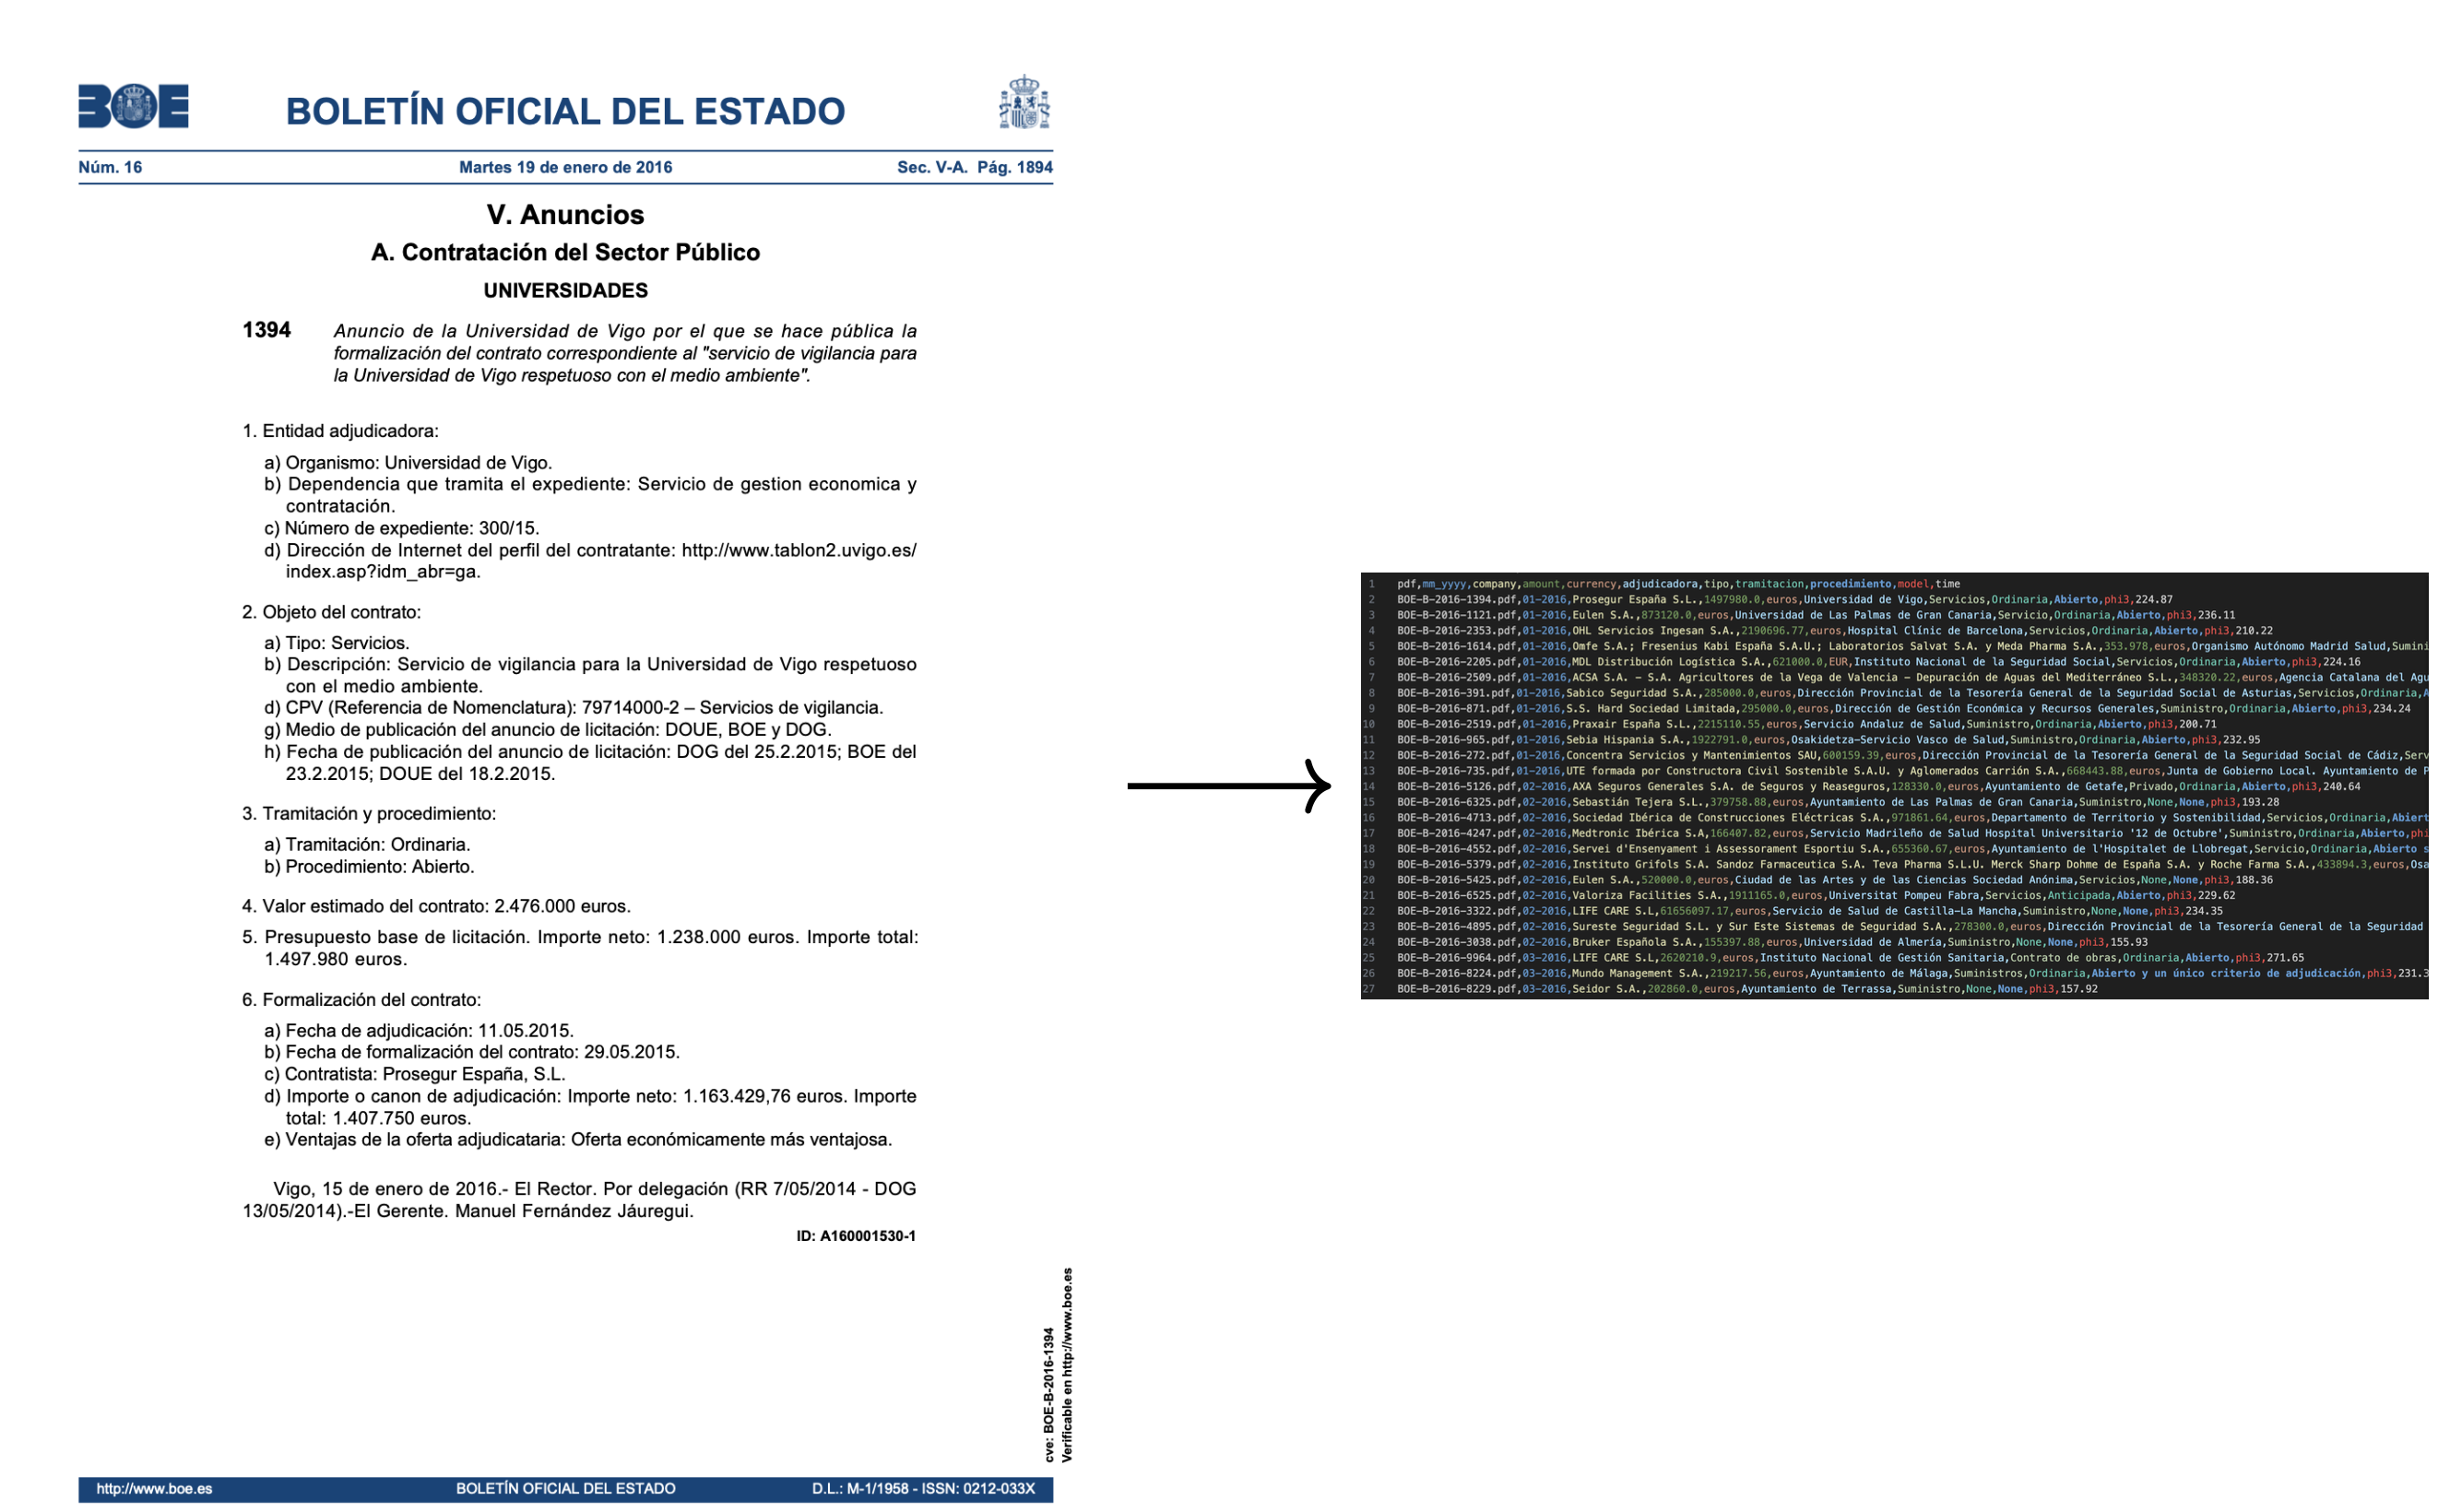 BOE
BOLETÍN OFICIAL DEL ESTADO
Núm. 16
Martes 19 de enero de 2016
Sec. V-A. Pág. 1894
V. Anuncios
A. Contratación del Sector Público
UNIVERSIDADES
1394
Anuncio de la Universidad de Vigo por el que se hace pública la
formalización del contrato correspondiente al "servicio de vigilancia para
la Universidad de Vigo respetuoso con el medio ambiente".
1. Entidad adjudicadora:
a) Organismo: Universidad de Vigo.
b) Dependencia que tramita el expediente: Servicio de gestion economica y
contratación.
c) Número de expediente: 300/15.
d) Dirección de Internet del perfil del contratante: http://www.tablon2.uvigo.es/
index.asp?idm_abr=ga.
2. Objeto del contrato:
a) Tipo: Servicios.
b) Descripción: Servicio de vigilancia para la Universidad de Vigo respetuoso
con el medio ambiente.
d) CPV (Referencia de Nomenclatura): 79714000-2 – Servicios de vigilancia.
g) Medio de publicación del anuncio de licitación: DOUE, BOE y DOG.
h) Fecha de publicación del anuncio de licitación: DOG del 25.2.2015; BOE del
23.2.2015; DOUE del 18.2.2015.
3. Tramitación y procedimiento:
a) Tramitación: Ordinaria.
b) Procedimiento: Abierto.
4. Valor estimado del contrato: 2.476.000 euros.
5. Presupuesto base de licitación. Importe neto: 1.238.000 euros. Importe total:
1.497.980 euros.
6. Formalización del contrato:
a) Fecha de adjudicación: 11.05.2015.
b) Fecha de formalización del contrato: 29.05.2015.
c) Contratista: Prosegur España, S.L.
d) Importe o canon de adjudicación: Importe neto: 1.163.429,76 euros. Importe
total: 1.407.750 euros.
e) Ventajas de la oferta adjudicataria: Oferta económicamente más ventajosa.
Vigo, 15 de enero de 2016.- El Rector. Por delegación (RR 7/05/2014 - DOG
13/05/2014).-El Gerente. Manuel Fernández Jáuregui.
ID: A160001530-1
cve: BOE-B-2016-1394
Verificable en http://www.boe.es
http://www.boe.es
BOLETÍN OFICIAL DEL ESTADO
D.L.: M-1/1958 - ISSN: 0212-033X
1 pdf,mm_yyyy,company,amount,currency,adjudicadora,tipo,tramitacion,procedimiento,model,time
2 BOE-B-2016-1394.pdf,01-2016,Prosegur España S.L.,1497980.0,euros,Universidad de Vigo,Servicios,Ordinaria,Abierto,phi3,224.87
3 BOE-B-2016-1121.pdf,01-2016,Eulen S.A.,873120.0,euros,Universidad de Las Palmas de Gran Canaria,Servicio,Ordinaria,Abierto,phi3,236.11
4 BOE-B-2016-2353.pdf,01-2016,OHL Servicios Ingesan S.A.,2190696.77,euros,Hospital Clínic de Barcelona,Servicios,Ordinaria,Abierto,phi3,210.22
5 BOE-B-2016-1614.pdf,01-2016,Omfe S.A.; Fresenius Kabi España S.A.U.; Laboratorios Salvat S.A. y Meda Pharma S.A.,353.978,euros,Organismo Autónomo Madrid Salud,Sumini
6 BOE-B-2016-2205.pdf,01-2016,MDL Distribución Logística S.A.,621000.0,EUR,Instituto Nacional de la Seguridad Social,Servicios,Ordinaria,Abierto,phi3,224.16
7 BOE-B-2016-2509.pdf,01-2016,ACSA S.A. – S.A. Agricultores de la Vega de Valencia – Depuración de Aguas del Mediterráneo S.L.,348320.22,euros,Agencia Catalana del Agu
8 BOE-B-2016-391.pdf,01-2016,Sabico Seguridad S.A.,285000.0,euros,Dirección Provincial de la Tesorería General de la Seguridad Social de Asturias,Servicios,Ordinaria,A
9 BOE-B-2016-871.pdf,01-2016,S.S. Hard Sociedad Limitada,295000.0,euros,Dirección de Gestión Económica y Recursos Generales,Suministro,Ordinaria,Abierto,phi3,234.24
10 BOE-B-2016-2519.pdf,01-2016,Praxair España S.L.,2215110.55,euros,Servicio Andaluz de Salud,Suministro,Ordinaria,Abierto,phi3,200.71
11 BOE-B-2016-965.pdf,01-2016,Sebia Hispania S.A.,1922791.0,euros,Osakidetza-Servicio Vasco de Salud,Suministro,Ordinaria,Abierto,phi3,232.95
12 BOE-B-2016-272.pdf,01-2016,Concentra Servicios y Mantenimientos SAU,600159.39,euros,Dirección Provincial de la Tesorería General de la Seguridad Social de Cádiz,Serv
13 BOE-B-2016-735.pdf,01-2016,UTE formada por Constructora Civil Sostenible S.A.U. y Aglomerados Carrión S.A.,668443.88,euros,Junta de Gobierno Local. Ayuntamiento de P
14 BOE-B-2016-5126.pdf,02-2016,AXA Seguros Generales S.A. de Seguros y Reaseguros,128330.0,euros,Ayuntamiento de Getafe,Privado,Ordinaria,Abierto,phi3,240.64
15 BOE-B-2016-6325.pdf,02-2016,Sebastián Tejera S.L.,379758.88,euros,Ayuntamiento de Las Palmas de Gran Canaria,Suministro,None,None,phi3,193.28
16 BOE-B-2016-4713.pdf,02-2016,Sociedad Ibérica de Construcciones Eléctricas S.A.,971861.64,euros,Departamento de Territorio y Sostenibilidad,Servicios,Ordinaria,Abiert
17 BOE-B-2016-4247.pdf,02-2016,Medtronic Ibérica S.A,166407.82,euros,Servicio Madrileño de Salud Hospital Universitario '12 de Octubre',Suministro,Ordinaria,Abierto,phi
18 BOE-B-2016-4552.pdf,02-2016,Servei d'Ensenyament i Assessorament Esportiu S.A.,655360.67,euros,Ayuntamiento de l'Hospitalet de Llobregat,Servicio,Ordinaria,Abierto s
19 BOE-B-2016-5379.pdf,02-2016,Instituto Grifols S.A. Sandoz Farmaceutica S.A. Teva Pharma S.L.U. Merck Sharp Dohme de España S.A. y Roche Farma S.A.,433894.3,euros,Osa
20 BOE-B-2016-5425.pdf,02-2016,Eulen S.A.,520000.0,euros,Ciudad de las Artes y de las Ciencias Sociedad Anónima,Servicios,None,None,phi3,188.36
21 BOE-B-2016-6525.pdf,02-2016,Valoriza Facilities S.A.,1911165.0,euros,Universitat Pompeu Fabra,Servicios,Anticipada,Abierto,phi3,229.62
22 BOE-B-2016-3322.pdf,02-2016,LIFE CARE S.L,61656097.17,euros,Servicio de Salud de Castilla-La Mancha,Suministro,None,None,phi3,234.35
23 BOE-B-2016-4895.pdf,02-2016,Sureste Seguridad S.L. y Sur Este Sistemas de Seguridad S.A.,278300.0,euros,Dirección Provincial de la Tesorería General de la Seguridad
24 BOE-B-2016-3038.pdf,02-2016,Bruker Española S.A.,155397.88,euros,Universidad de Almería,Suministro,None,None,phi3,155.93
25 BOE-B-2016-9964.pdf,03-2016,LIFE CARE S.L,2620210.9,euros,Instituto Nacional de Gestión Sanitaria,Contrato de obras,Ordinaria,Abierto,phi3,271.65
26 BOE-B-2016-8224.pdf,03-2016,Mundo Management S.A.,219217.56,euros,Ayuntamiento de Málaga,Suministros,Ordinaria,Abierto y un único criterio de adjudicación,phi3,231.3
27 BOE-B-2016-8229.pdf,03-2016,Seidor S.A.,202860.0,euros,Ayuntamiento de Terrassa,Suministro,None,None,phi3,157.92